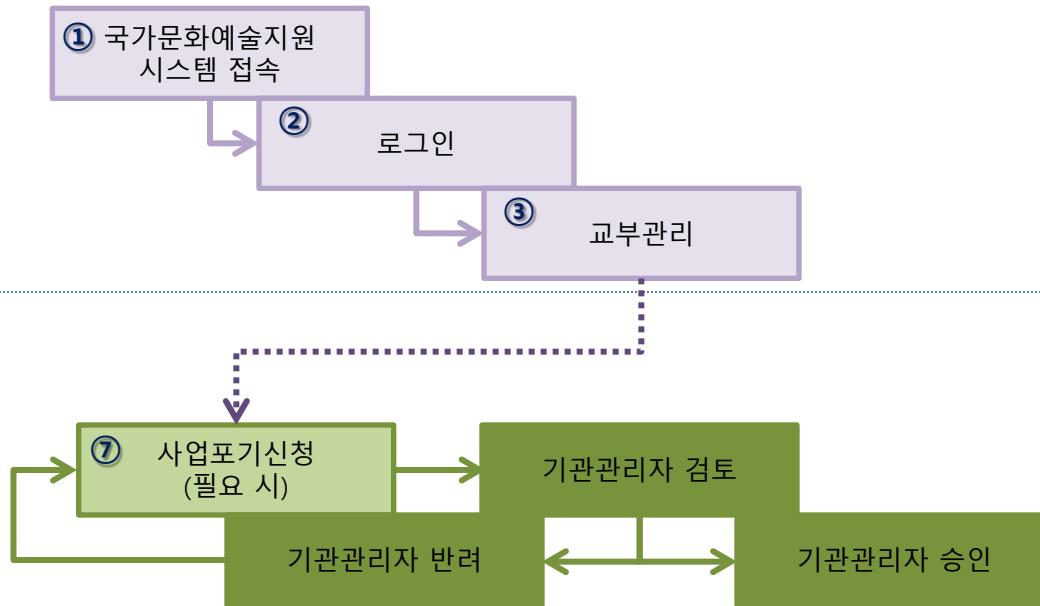 ① 국가문화예술지원
시스템 접속
② 로그인
③ 교부관리
⑦ 사업포기신청
(필요 시)
기관관리자 검토
기관관리자 반려
기관관리자 승인